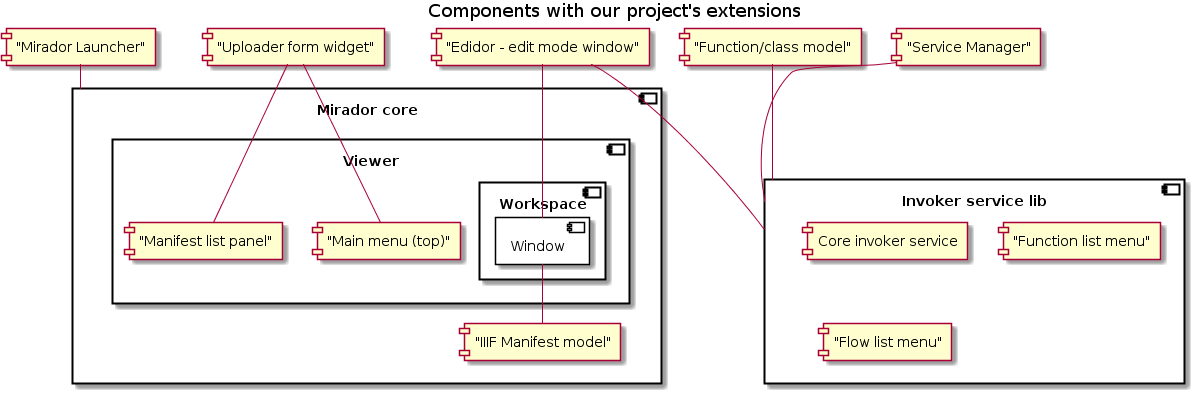 Components with our project's extensions
"Mirador Launcher"
"Uploader form widget"
"Edidor - edit mode window"
"Function/class model"
"Service Manager"
Mirador core
Viewer
Workspace
Window
"Manifest list panel"
"Main menu (top)"
"IIIF Manifest model"
Invoker service lib
Core invoker service
"Function list menu"
"Flow list menu"